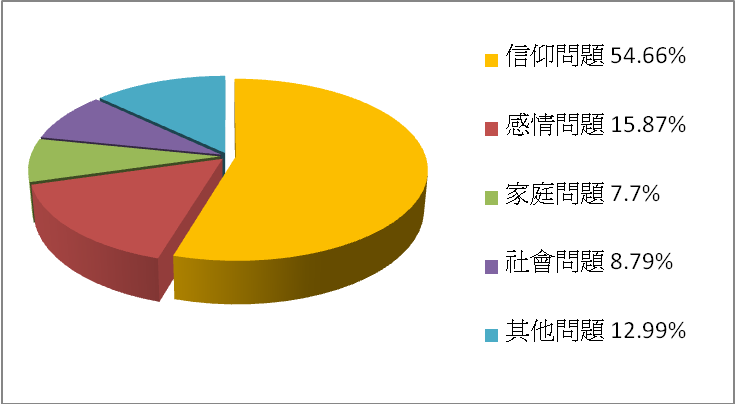 信仰問題 54.66%
感情問題 15.87%
家庭問題 7.7%
社會問題 8.79%
其他問題 12.99%